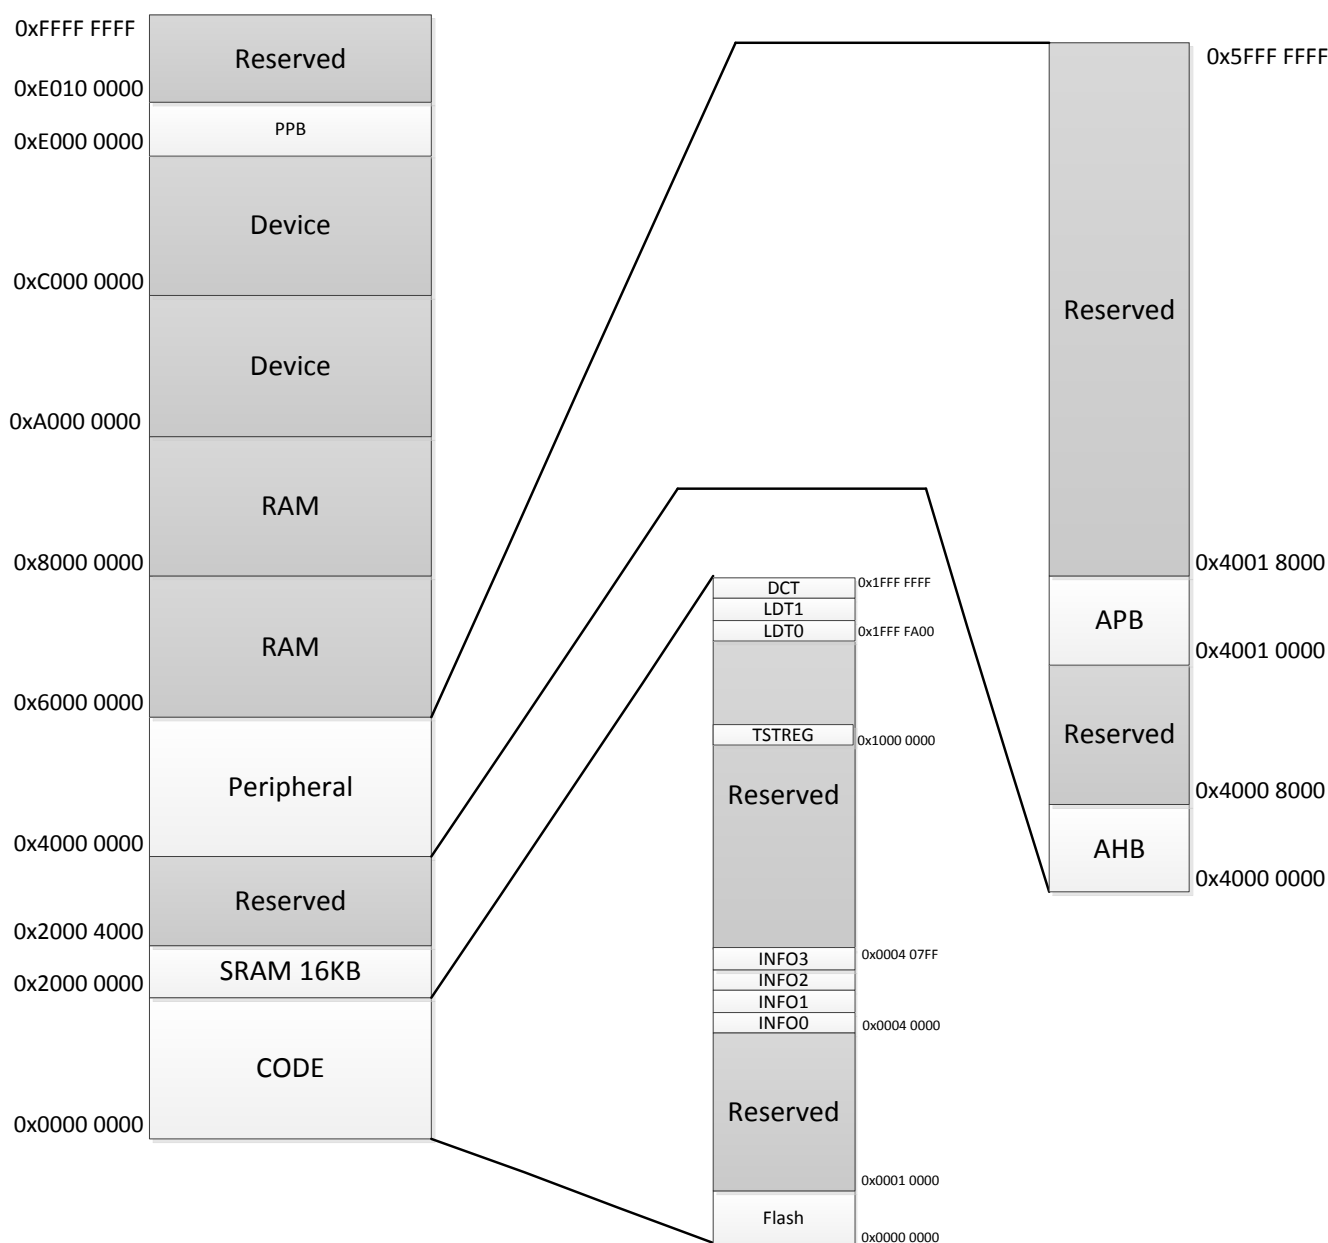 0xFFFF FFFF
Reserved
0xE010 0000
PPB
0xE000 0000
Device
0xC000 0000
Device
0xA000 0000
RAM
0x8000 0000
RAM
0x6000 0000
Peripheral
0x4000 0000
Reserved
0x2000 4000
SRAM 16KB
0x2000 0000
CODE
0x0000 0000
DCT
0x1FFF FFFF
LDT1
LDT0
0x1FFF FA00
TSTREG
0x1000 0000
Reserved
INFO3
0x0004 07FF
INFO2
INFO1
INFO0
0x0004 0000
Reserved
0x0001 0000
Flash
0x0000 0000
0x5FFF FFFF
Reserved
0x4001 8000
APB
0x4001 0000
Reserved
0x4000 8000
AHB
0x4000 0000